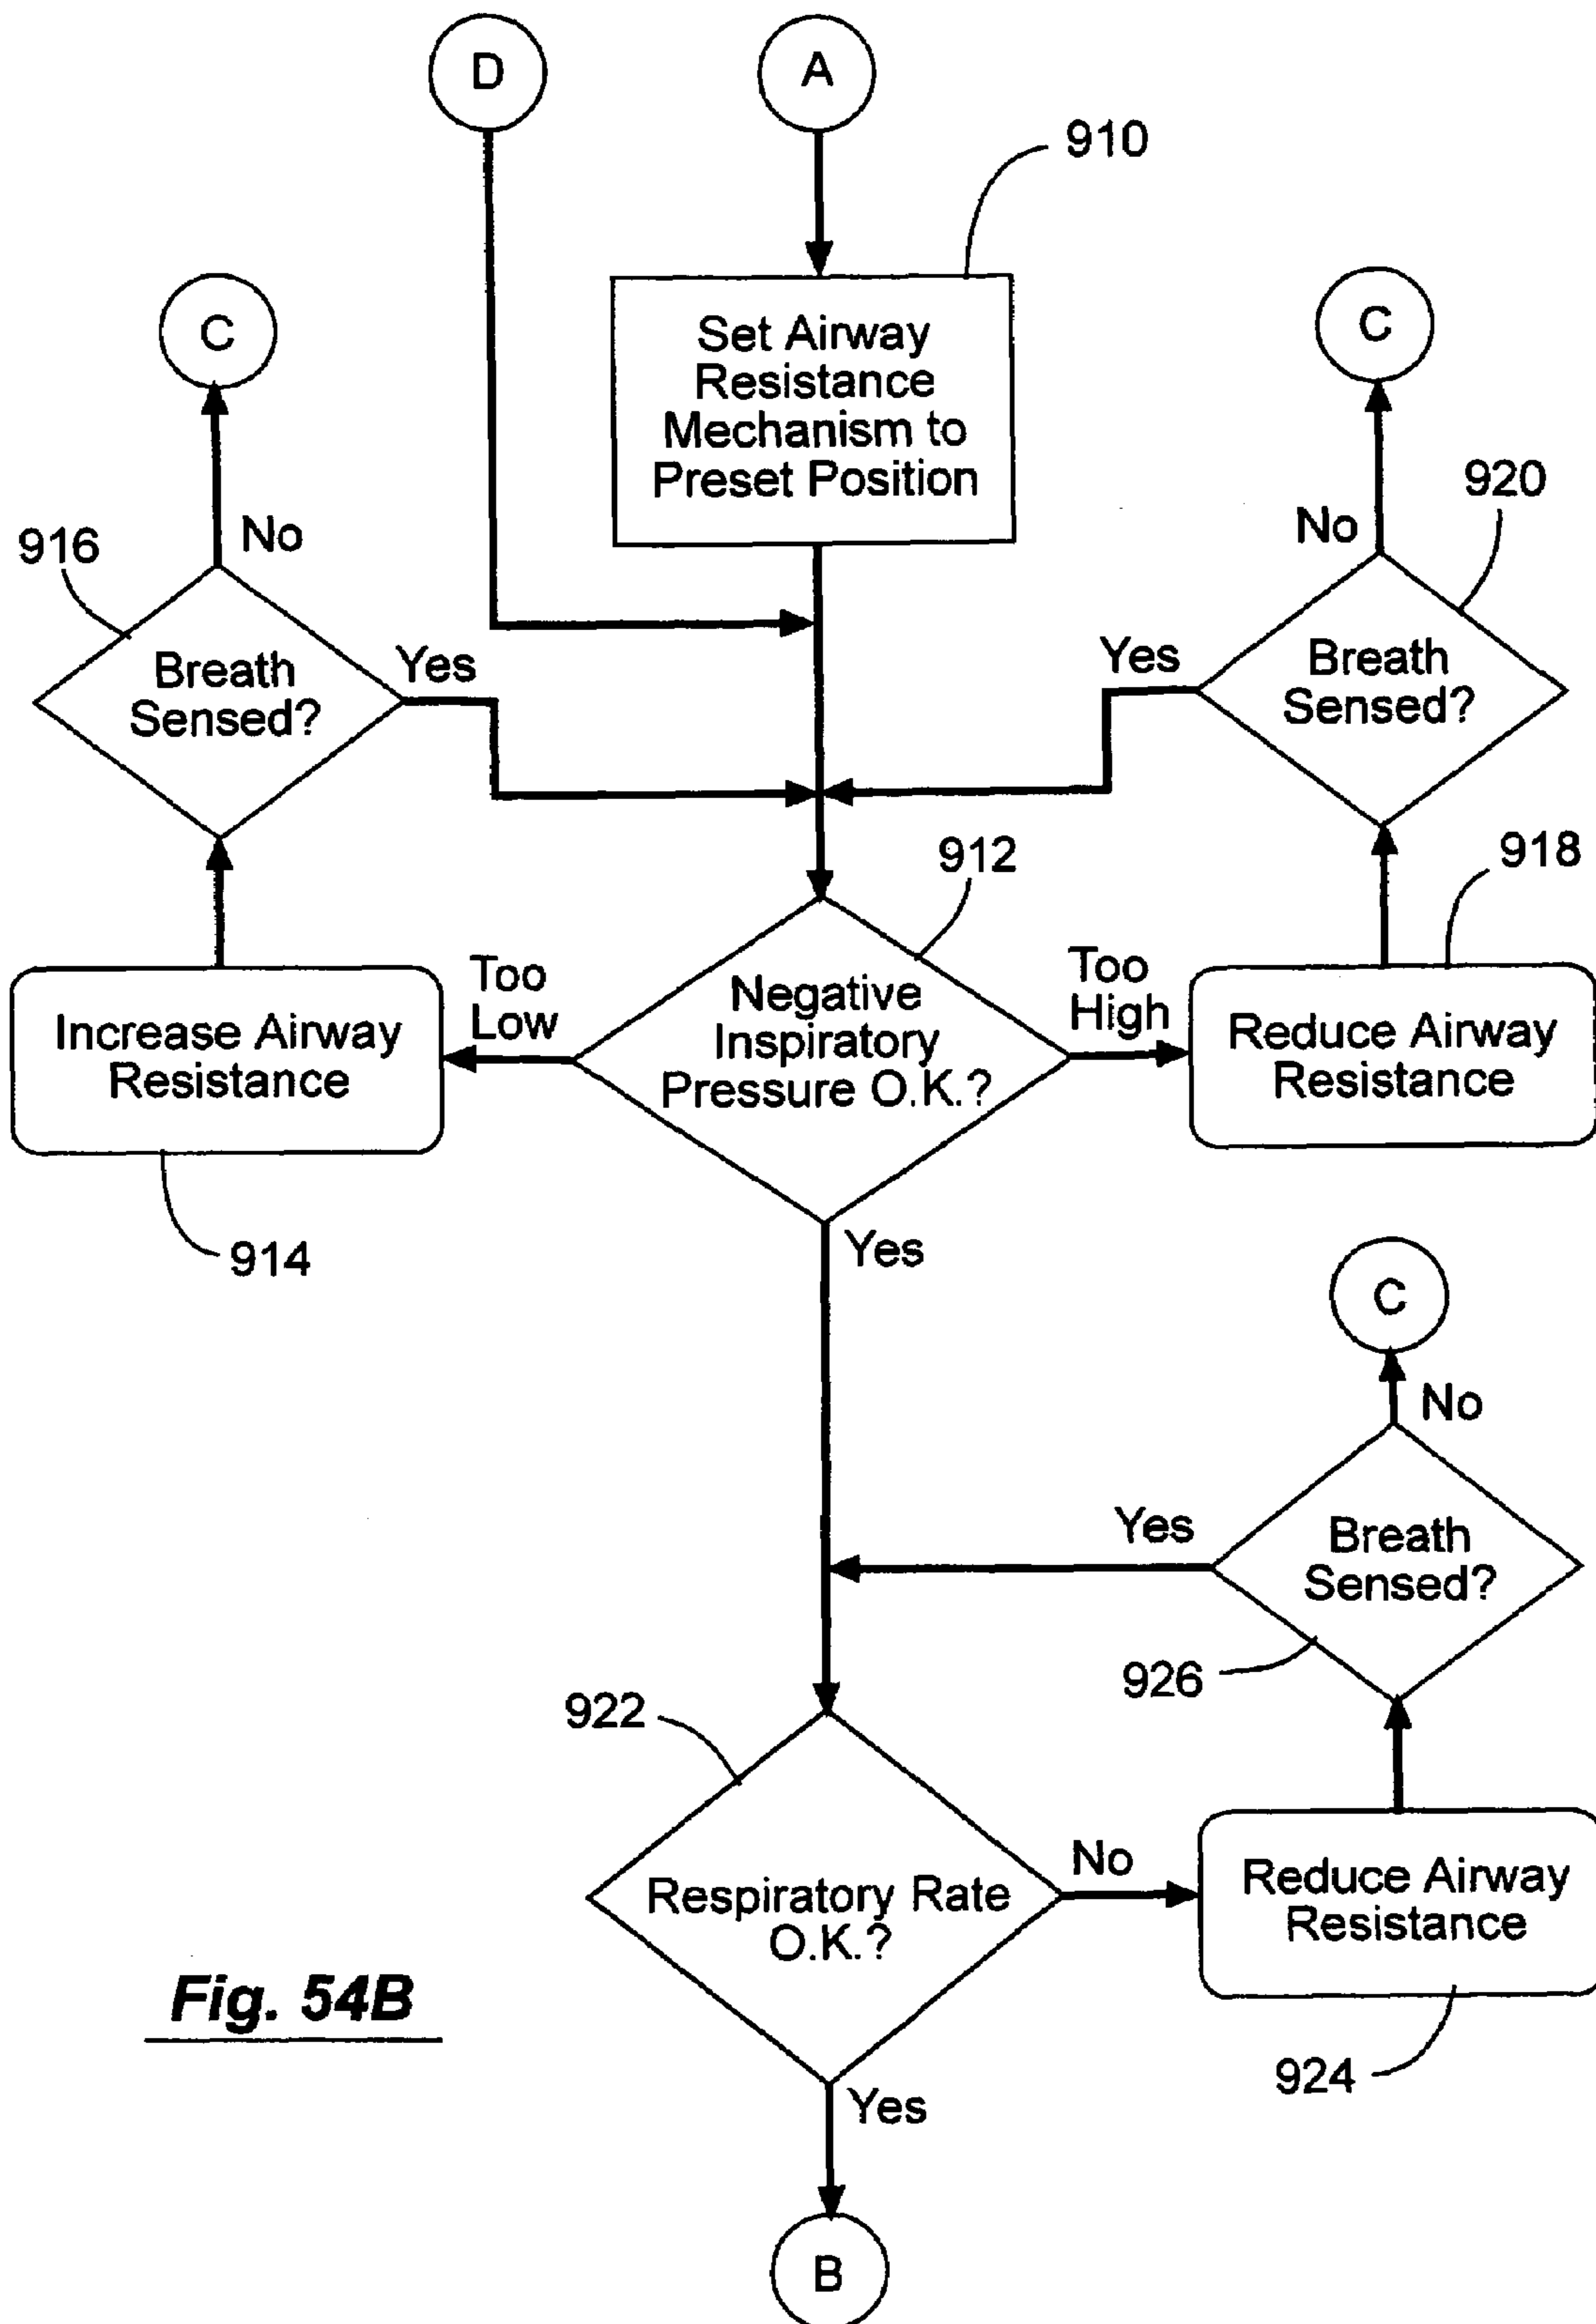 D
A
910
Set Airway
Resistance
Mechanism to
Preset Position
C
C
916
No
No
920
Breath
Sensed?
Yes
Yes
Breath
Sensed?
912
918
Increase Airway
Resistance
Too
Low
Negative
Inspiratory
Pressure O.K.?
Too
High
Reduce Airway
Resistance
914
Yes
C
No
Yes
Breath
Sensed?
926
922
Respiratory Rate
O.K.?
No
Reduce Airway
Resistance
924
Fig. 54B
Yes
B